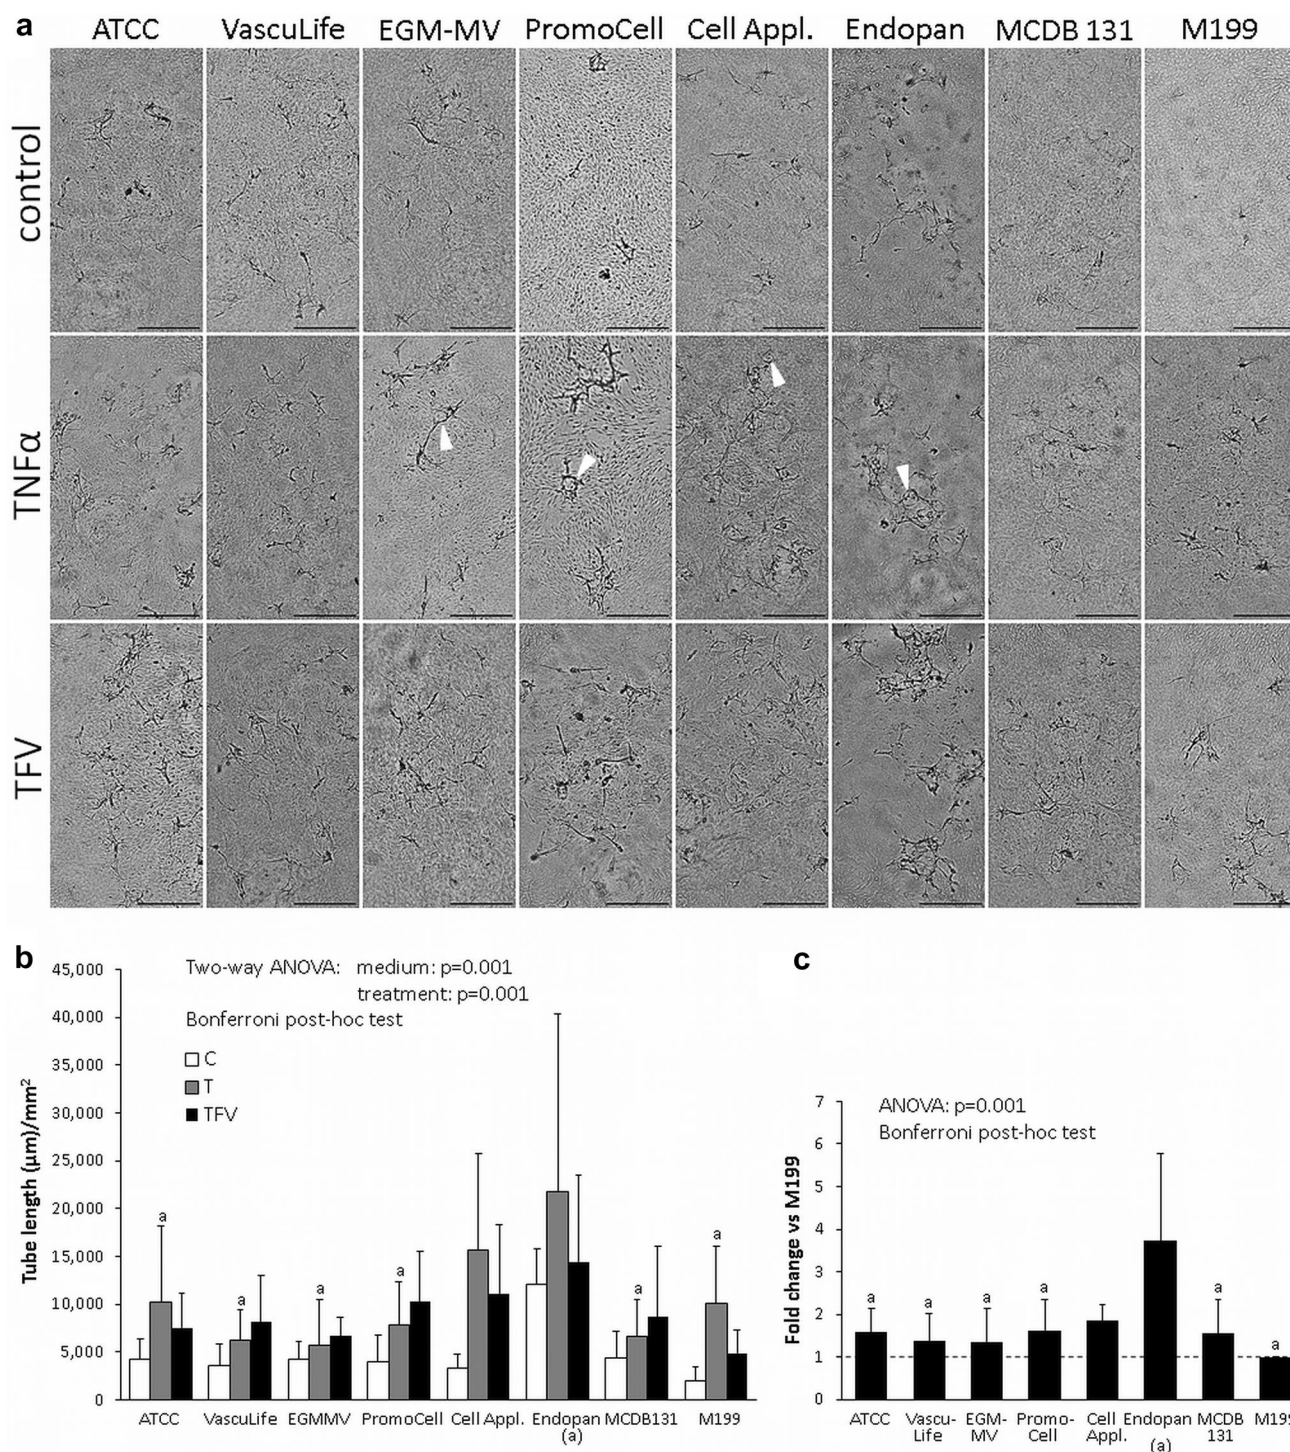 a
ATCC VascuLife EGM-MV PromoCell Cell Appl. Endopan MCDB 131 M199
control
TNFα
TFV
b
Two-way ANOVA: medium: p=0.001
treatment: p=0.001
Bonferroni post-hoc test
C
T
TFV
Tube length (µm)/mm²
45,000
40,000
35,000
30,000
25,000
20,000
15,000
10,000
5,000
0
a a a a a a
ATCC VascuLife EGMMV PromoCell Cell Appl. Endopan MCDB131 M199
(a)
c
ANOVA: p=0.001
Bonferroni post-hoc test
Fold change vs M199
7
6
5
4
3
2
1
0
a a a a a a
ATCC Vascu- EGM- Promo- Cell Endopan MCDB M199
Life MV Cell Appl. (a) 131